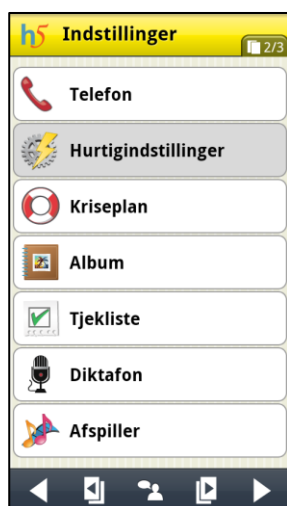 h5 Indstillinger
2/3
Telefon
Hurtigindstillinger
Kriseplan
Album
Tjekliste
Diktafon
Afspiller